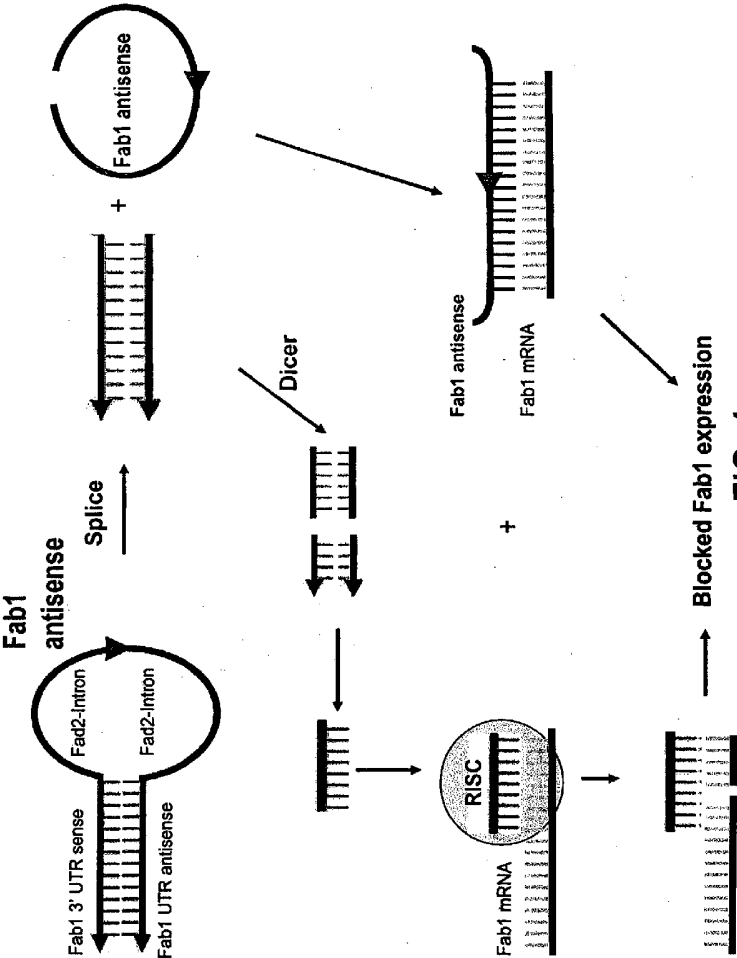 Fab1
antisense
Fab1 3' UTR sense
Fad2-Intron
Fad2-Intron
Fab1 UTR antisense
Splice
+
Fab1 antisense
Dicer
RISC
Fab1 mRNA
+
Fab1 antisense
Fab1 mRNA
Blocked Fab1 expression